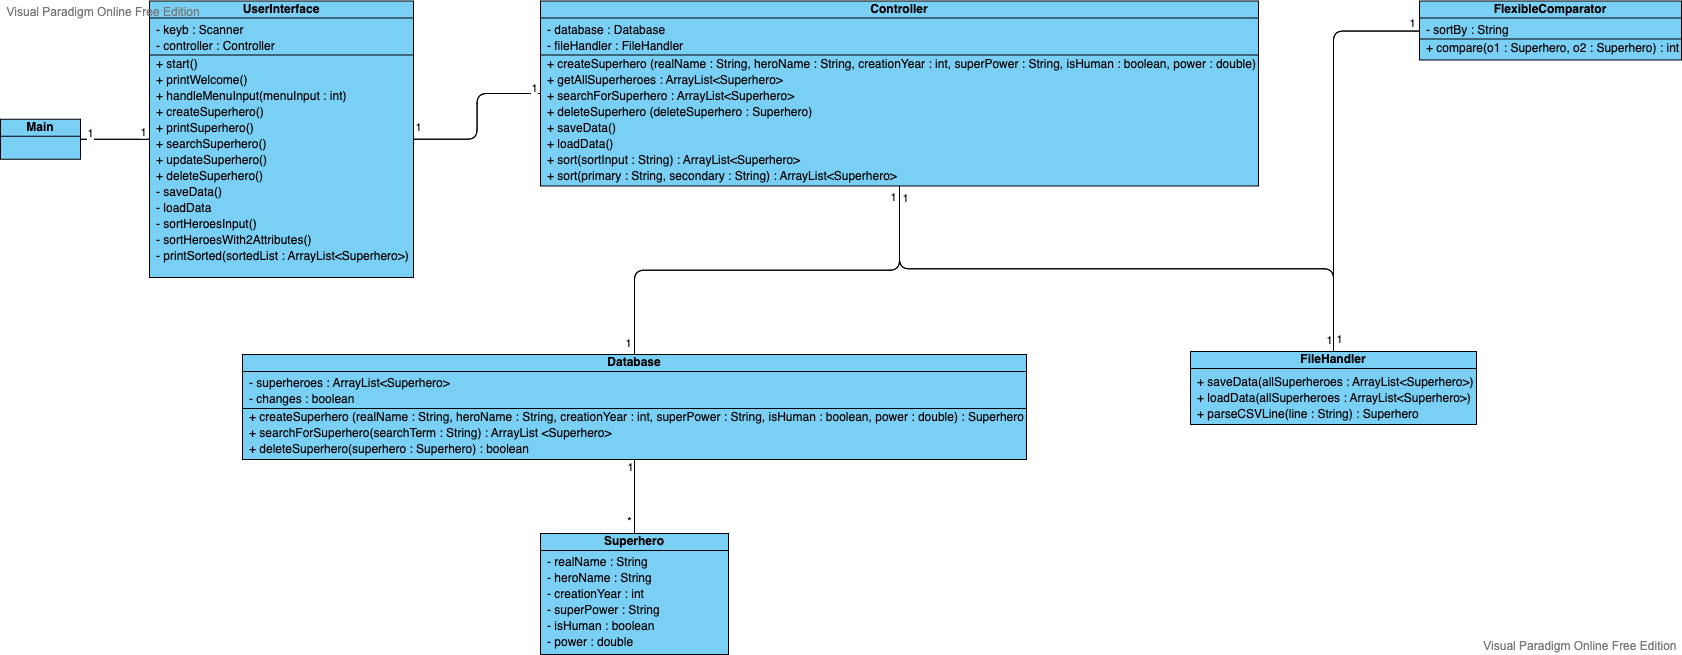 Visual Paradigm Online Free Edition
UserInterface
- keyb : Scanner
- controller : Controller
+ start()
+ printWelcome()
+ handleMenuInput(menuInput : int)
+ createSuperhero()
+ printSuperhero()
+ searchSuperhero()
+ updateSuperhero()
+ deleteSuperhero()
- saveData()
- loadData
- sortHeroesInput()
- sortHeroesWith2Attributes()
- printSorted(sortedList : ArrayList<Superhero>)
Controller
- database : Database
- fileHandler : FileHandler
+ createSuperhero (realName : String, heroName : String, creationYear : int, superPower : String, isHuman : boolean, power : double)
+ getAllSuperheroes : ArrayList<Superhero>
+ searchForSuperhero : ArrayList<Superhero>
+ deleteSuperhero (deleteSuperhero : Superhero)
+ saveData()
+ loadData()
+ sort(sortInput : String) : ArrayList<Superhero>
+ sort(primary : String, secondary : String) : ArrayList<Superhero>
FlexibleComparator
- sortBy : String
+ compare(o1 : Superhero, o2 : Superhero) : int
Main
1
1
1
1
1
1
1
1
1 1
Database
- superheroes : ArrayList<Superhero>
- changes : boolean
+ createSuperhero (realName : String, heroName : String, creationYear : int, superPower : String, isHuman : boolean, power : double) : Superhero
+ searchForSuperhero(searchTerm : String) : ArrayList <Superhero>
+ deleteSuperhero(superhero : Superhero) : boolean
FileHandler
+ saveData(allSuperheroes : ArrayList<Superhero>)
+ loadData(allSuperheroes : ArrayList<Superhero>)
+ parseCSVLine(line : String) : Superhero
1
*
Superhero
- realName : String
- heroName : String
- creationYear : int
- superPower : String
- isHuman : boolean
- power : double
Visual Paradigm Online Free Edition